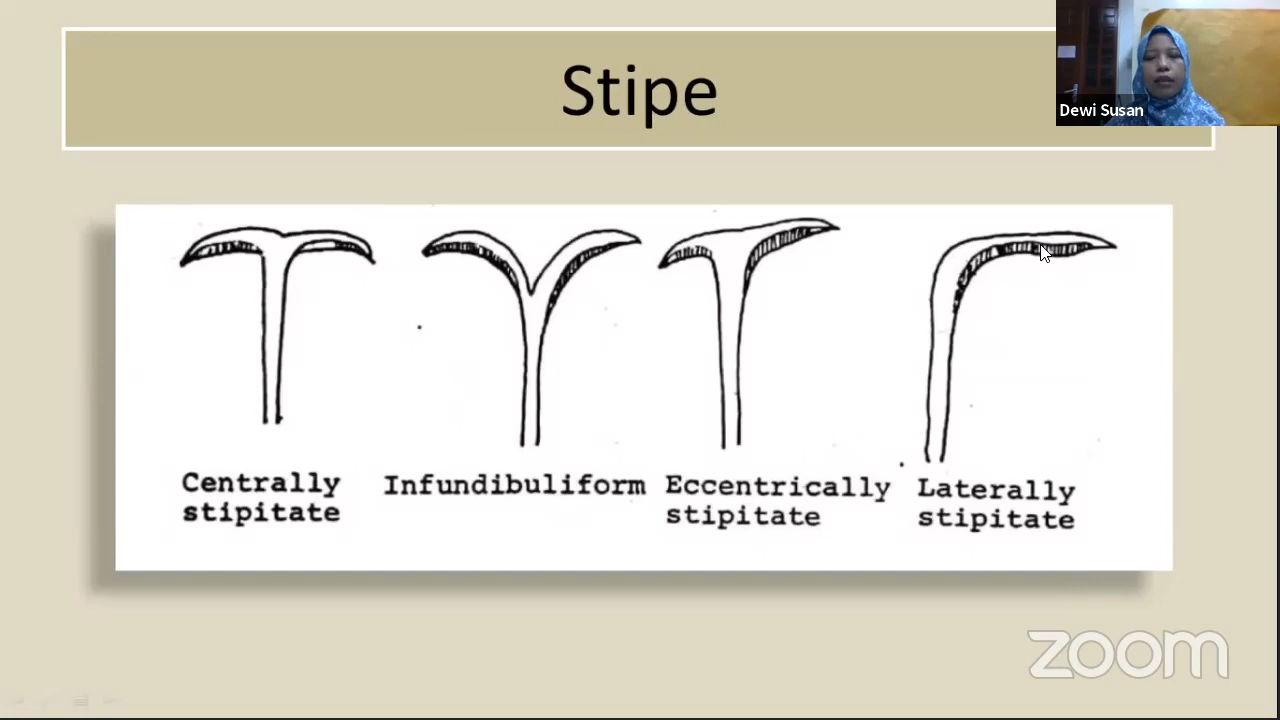 Stipe
Dewi Susan
Centrally
stipitate
Infundibuliform
Eccentrically
stipitate
Laterally
stipitate
zoom